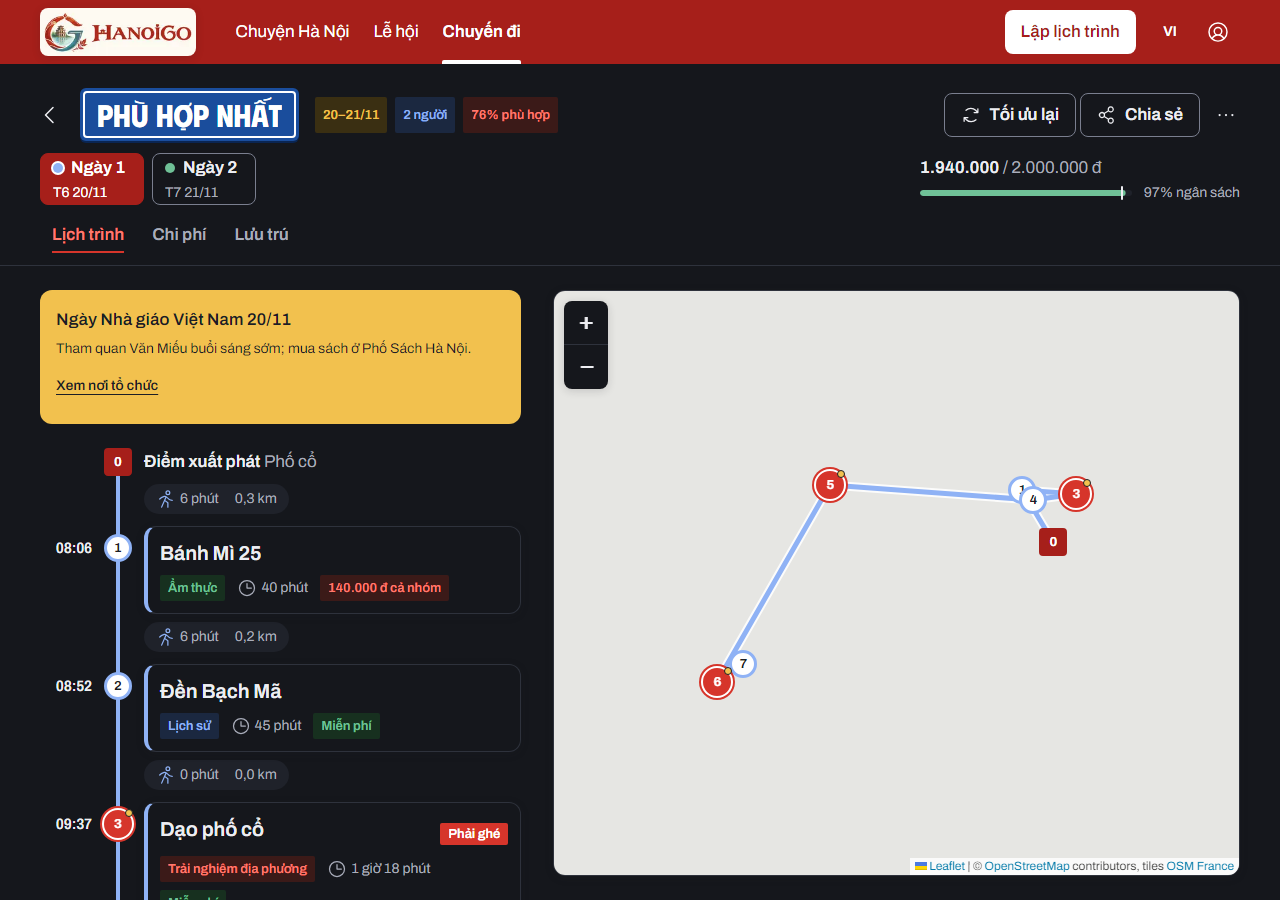 HANOIGO
Chuyện Hà Nội
Lễ hội
Chuyến đi
Lập lịch trình
VI
PHÙ HỢP NHẤT
20–21/11
2 người
76% phù hợp
Tối ưu lại
Chia sẻ
Ngày 1
T6 20/11
Ngày 2
T7 21/11
1.940.000 / 2.000.000 đ
97% ngân sách
Lịch trình
Chi phí
Lưu trú
Ngày Nhà giáo Việt Nam 20/11
Tham quan Văn Miếu buổi sáng sớm; mua sách ở Phố Sách Hà Nội.
Xem nơi tổ chức
0
Điểm xuất phát Phố cổ
6 phút 0,3 km
08:06
1
Bánh Mì 25
Ẩm thực
40 phút
140.000 đ cả nhóm
6 phút 0,2 km
08:52
2
Đền Bạch Mã
Lịch sử
45 phút
Miễn phí
0 phút 0,0 km
09:37
3
Dạo phố cổ
Phải ghé
Trải nghiệm địa phương
1 giờ 18 phút
+
−
5
1
4
3
0
7
6
Leaflet | © OpenStreetMap contributors, tiles OSM France